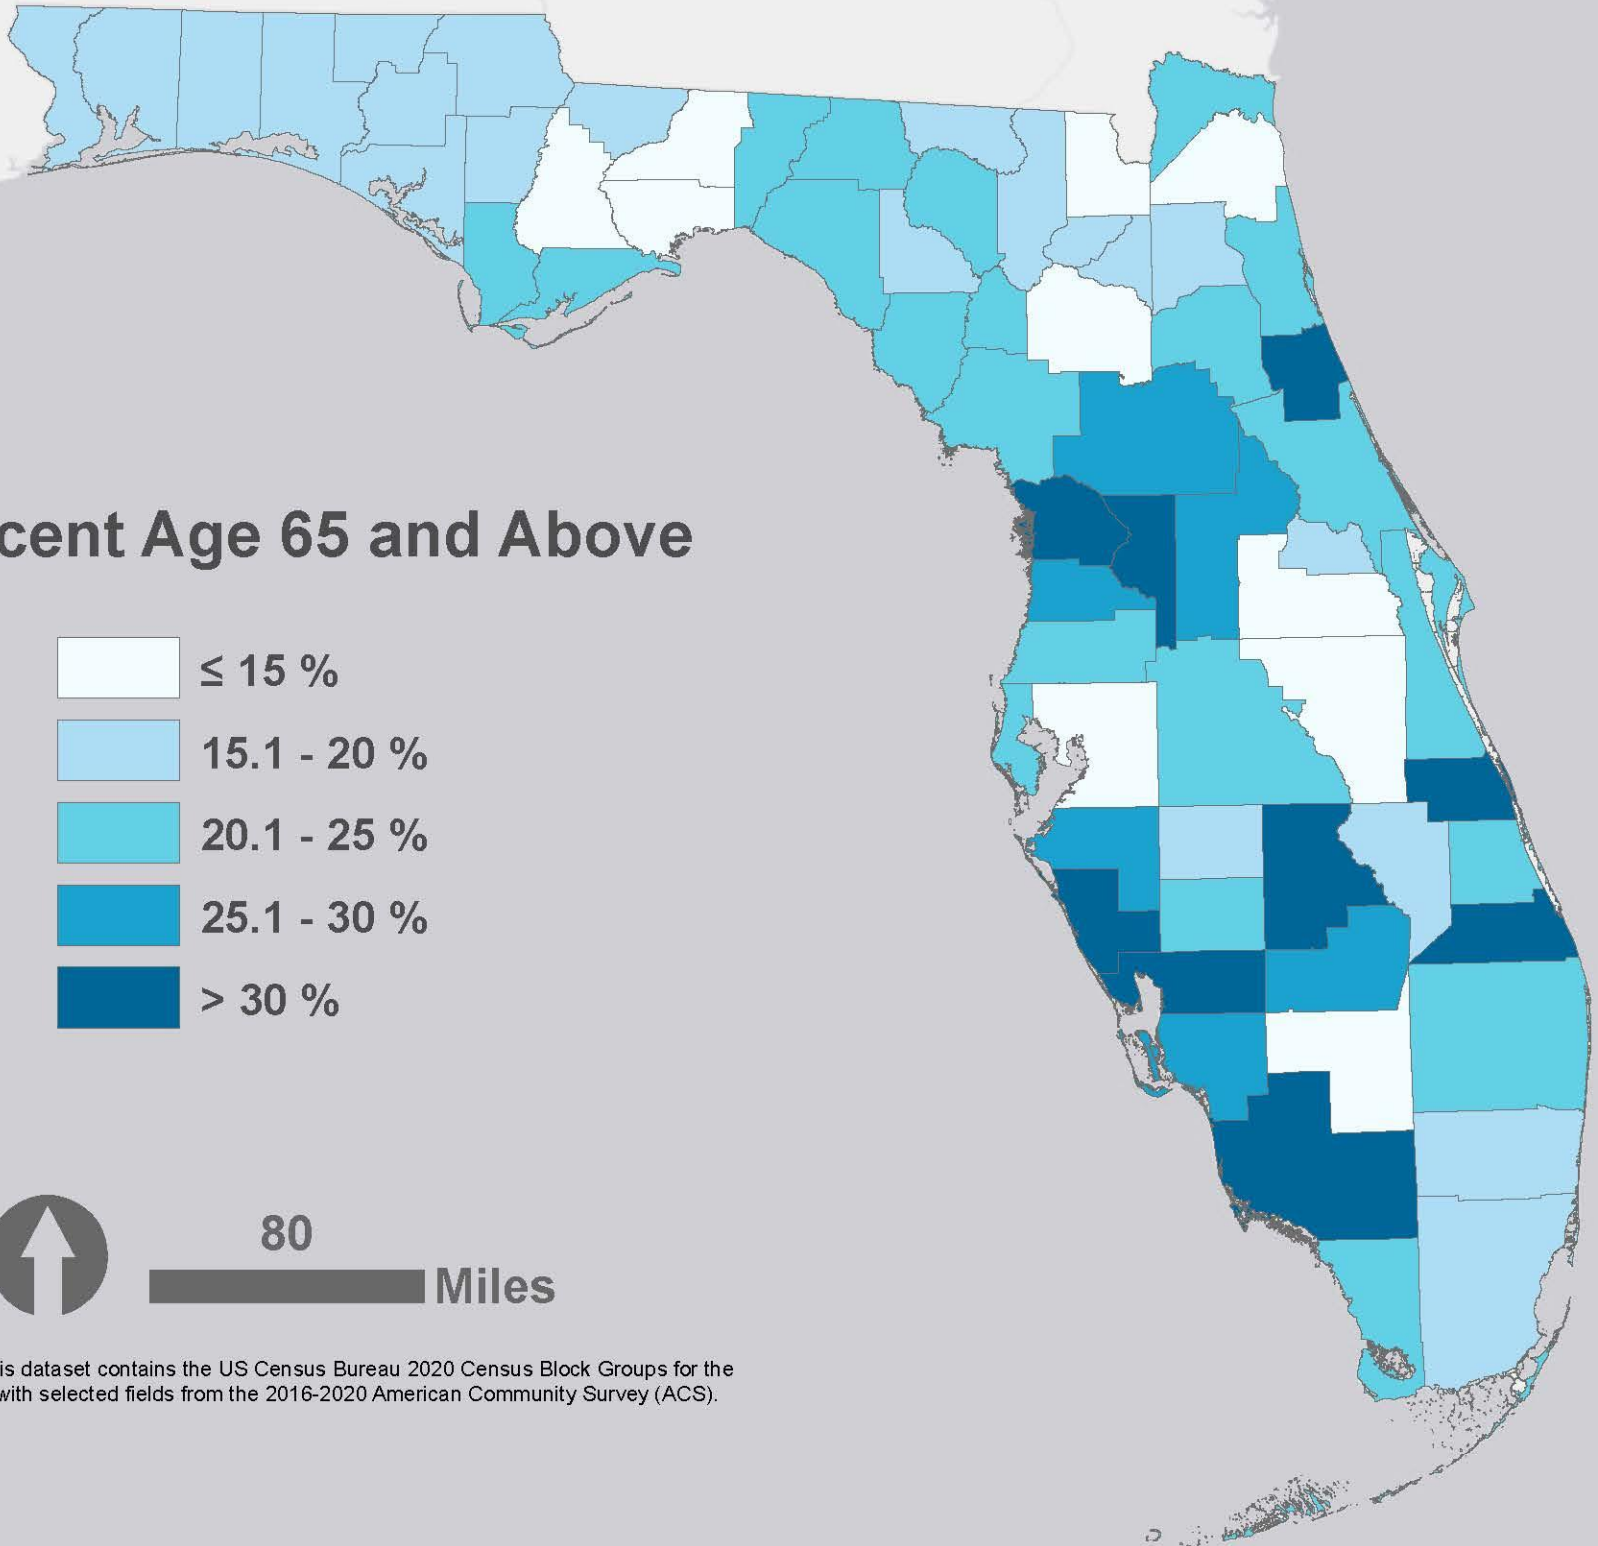 cent Age 65 and Above
≤ 15 %
15.1 - 20 %
20.1 - 25 %
25.1 - 30 %
> 30 %
80
Miles
is dataset contains the US Census Bureau 2020 Census Block Groups for the
with selected fields from the 2016-2020 American Community Survey (ACS).